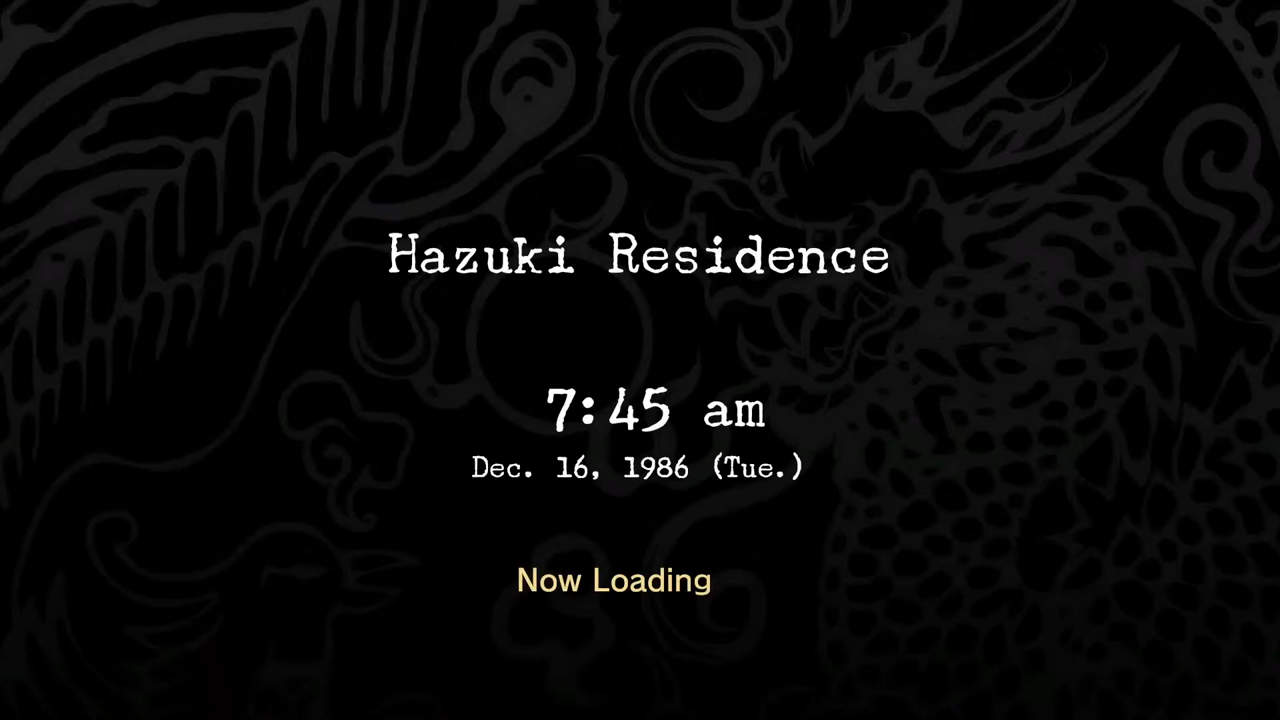 Hazuki Residence
7:45 am
Dec. 16, 1986 (Tue.)
Now Loading